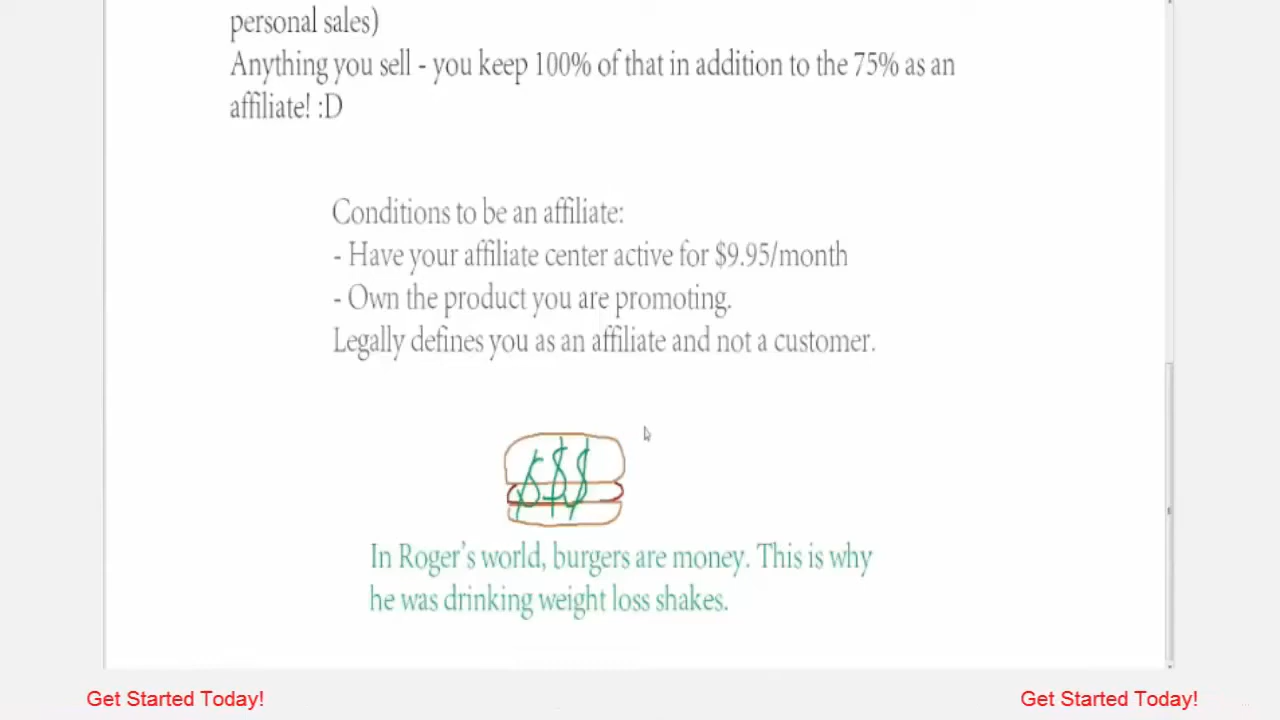 personal sales)
Anything you sell - you keep 100% of that in addition to the 75% as an
affiliate! :D
Conditions to be an affiliate:
- Have your affiliate center active for $9.95/month
- Own the product you are promoting.
Legally defines you as an affiliate and not a customer.
$$$
In Roger's world, burgers are money. This is why
he was drinking weight loss shakes.
Get Started Today!
Get Started Today!